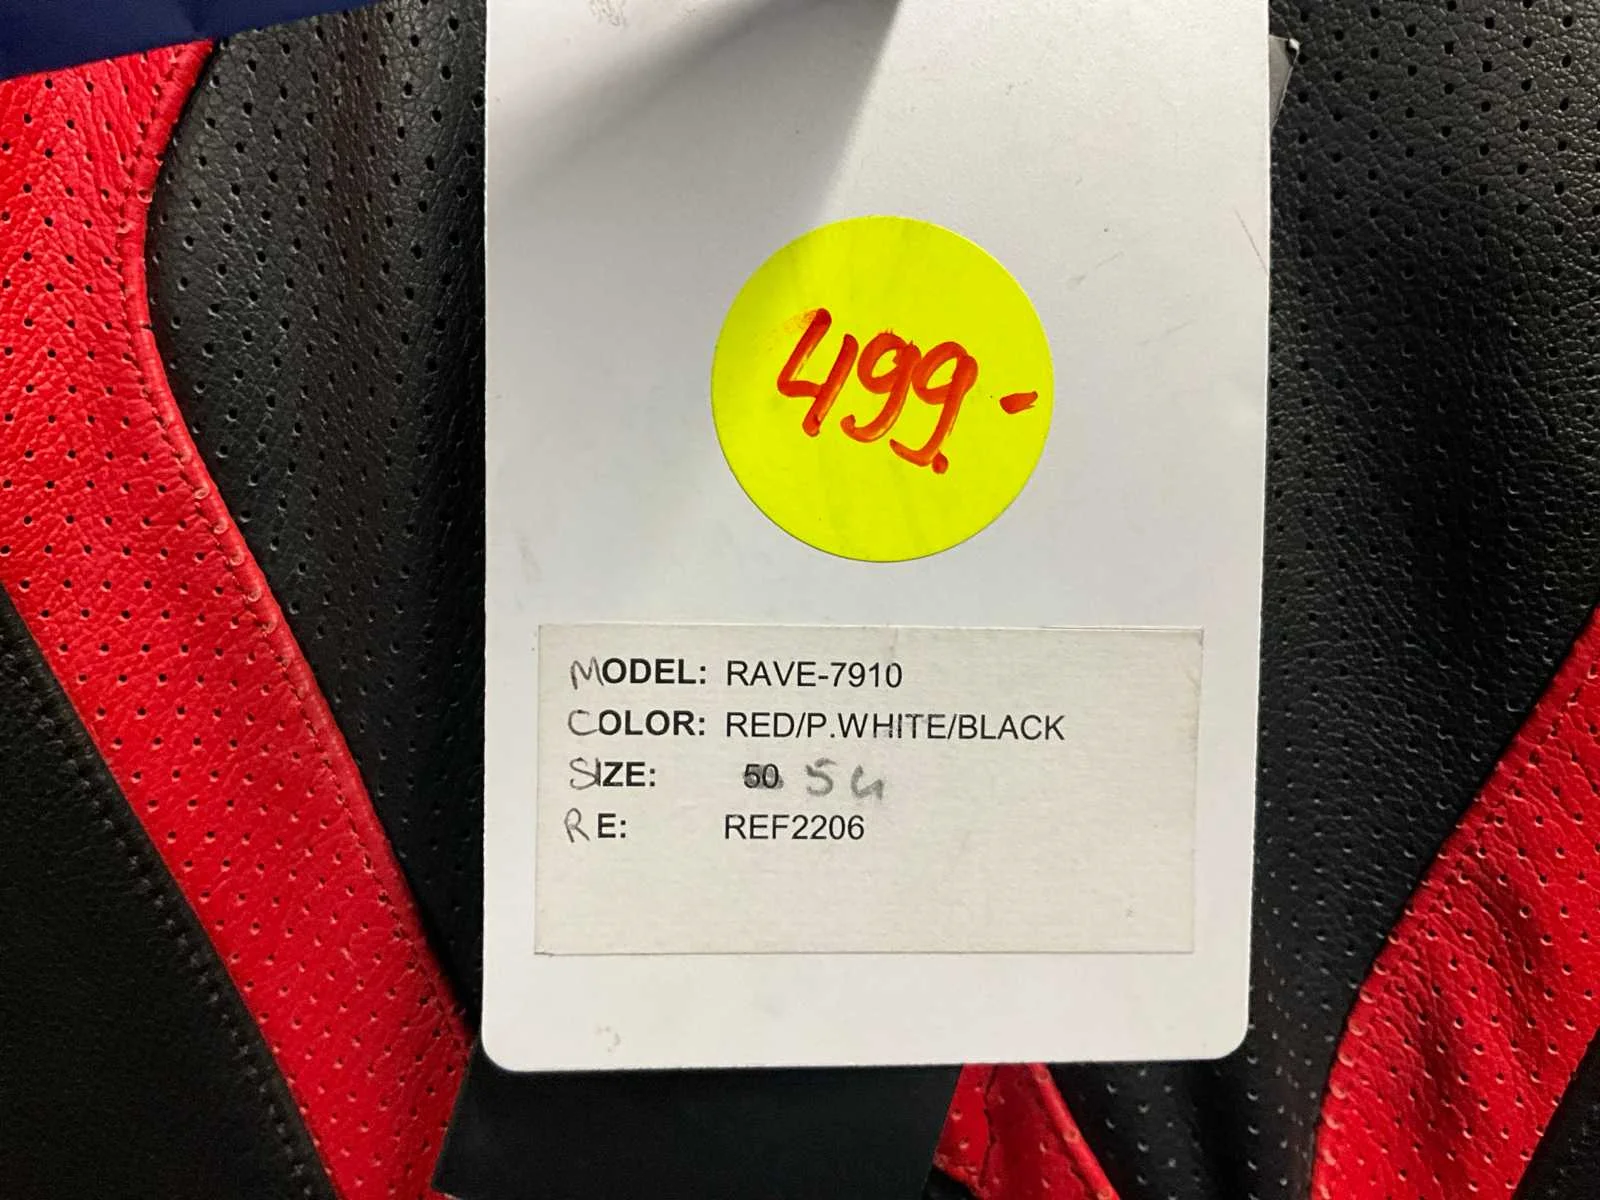 499.-
MODEL: RAVE-7910
COLOR: RED/P.WHITE/BLACK
SIZE: 50 54
RE: REF2206